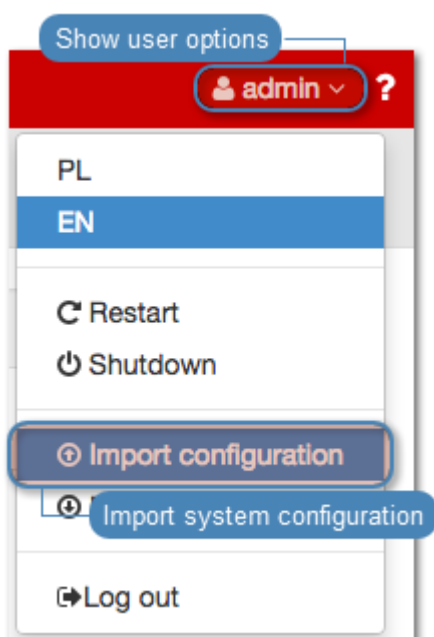 Show user options
admin ?
PL
EN
Restart
Shutdown
Import configuration
Import system configuration
Log out